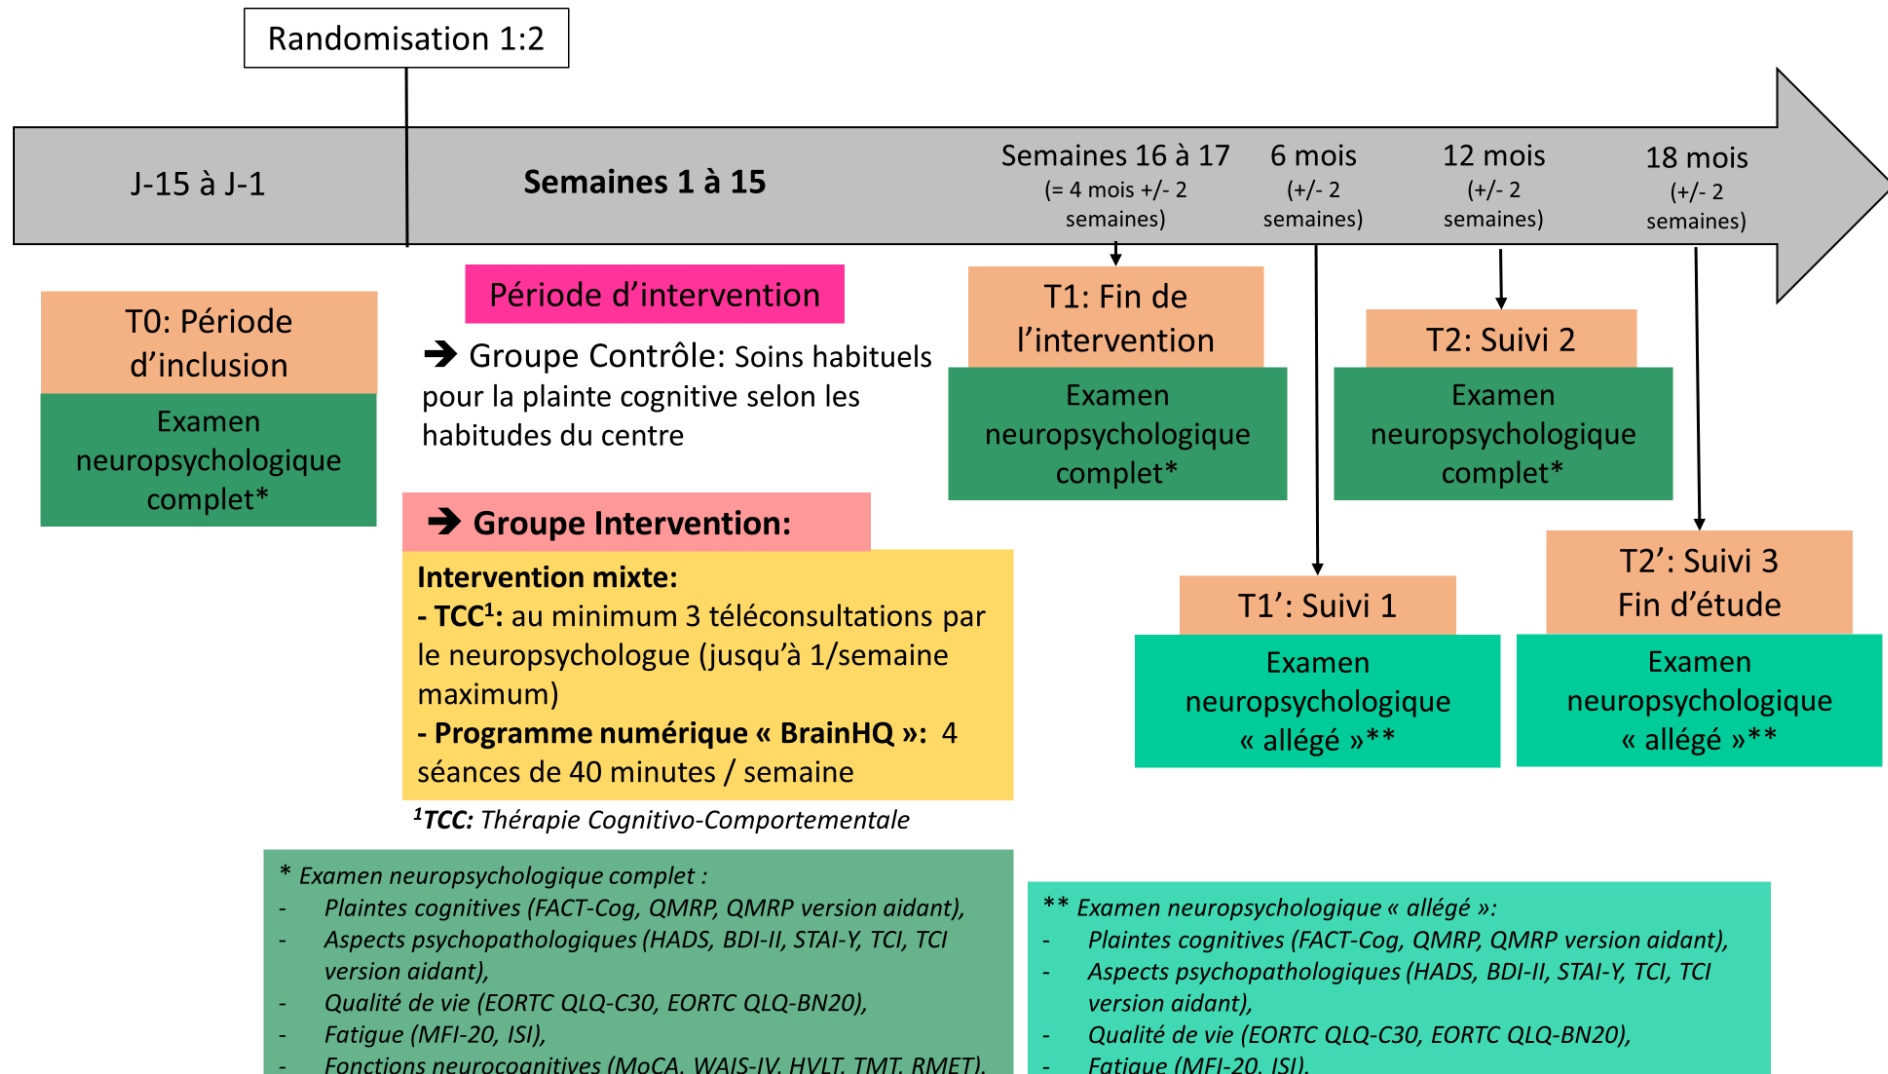 Randomisation 1:2
J-15 à J-1
Semaines 1 à 15
Semaines 16 à 17
(= 4 mois +/- 2
semaines)
6 mois
(+/- 2
semaines)
12 mois
(+/- 2
semaines)
18 mois
(+/- 2
semaines)
T0: Période
d’inclusion
Examen
neuropsychologique
complet*
Période d’intervention
➔ Groupe Contrôle: Soins habituels
pour la plainte cognitive selon les
habitudes du centre
➔ Groupe Intervention:
Intervention mixte:
- TCC¹: au minimum 3 téléconsultations par
le neuropsychologue (jusqu’à 1/semaine
maximum)
- Programme numérique « BrainHQ »: 4
séances de 40 minutes / semaine
¹TCC: Thérapie Cognitivo-Comportementale
T1: Fin de
l’intervention
Examen
neuropsychologique
complet*
T2: Suivi 2
Examen
neuropsychologique
complet*
T1’: Suivi 1
Examen
neuropsychologique
« allégé »**
T2’: Suivi 3
Fin d’étude
Examen
neuropsychologique
« allégé »**
* Examen neuropsychologique complet :
- Plaintes cognitives (FACT-Cog, QMRP, QMRP version aidant),
- Aspects psychopathologiques (HADS, BDI-II, STAI-Y, TCI, TCI
version aidant),
- Qualité de vie (EORTC QLQ-C30, EORTC QLQ-BN20),
- Fatigue (MFI-20, ISI),
- Fonctions neurocognitives (MoCA, WAIS-IV, HVLT, TMT, RMET).
** Examen neuropsychologique « allégé »:
- Plaintes cognitives (FACT-Cog, QMRP, QMRP version aidant),
- Aspects psychopathologiques (HADS, BDI-II, STAI-Y, TCI, TCI
version aidant),
- Qualité de vie (EORTC QLQ-C30, EORTC QLQ-BN20),
- Fatigue (MFI-20, ISI),